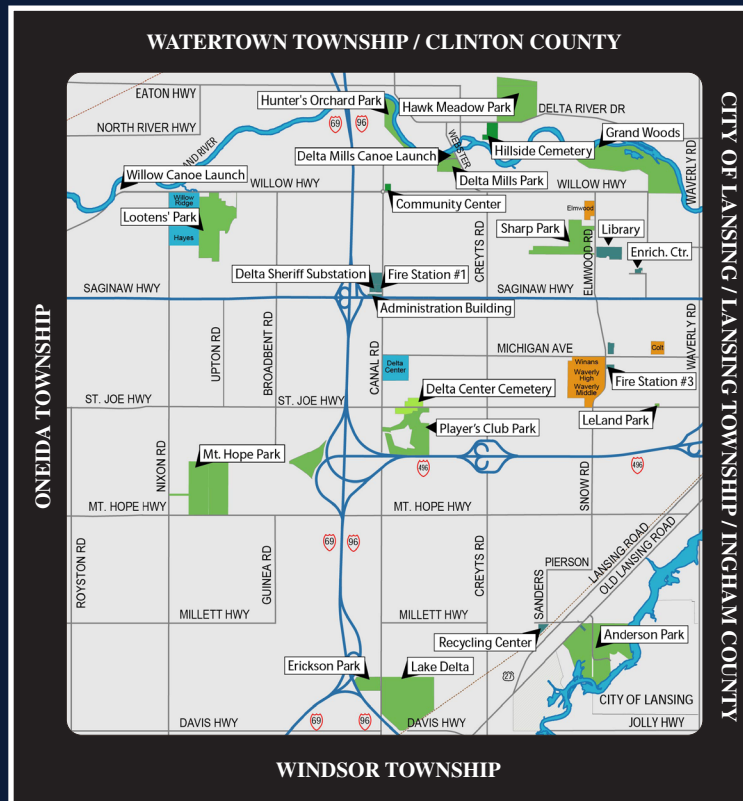 WATERTOWN TOWNSHIP / CLINTON COUNTY
EATON HWY
Hunter's Orchard Park
Hawk Meadow Park
DELTA RIVER DR
NORTH RIVER HWY
69
96
WEBSTER
Grand Woods
Hillside Cemetery
Delta Mills Canoe Launch
AND RIVER
Willow Canoe Launch
Delta Mills Park
WILLOW HWY
WILLOW HWY
WAVERLY RD
Willow
Ridge
Community Center
Elmwood
Lootens' Park
Hayes
Sharp Park
Library
CREYTS RD
ELMWOOD RD
Enrich. Ctr.
Delta Sheriff Substation
Fire Station #1
SAGINAW HWY
SAGINAW HWY
Administration Building
UPTON RD
BROADBENT RD
CANAL RD
WAVERLY RD
MICHIGAN AVE
Colt
Delta
Center
Winans
Waverly
High
Waverly
Middle
Fire Station #3
Delta Center Cemetery
ST. JOE HWY
ST. JOE HWY
LeLand Park
Player's Club Park
NIXON RD
Mt. Hope Park
496
496
SNOW RD
MT. HOPE HWY
MT. HOPE HWY
69
96
ROYSTON RD
GUINEA RD
CREYTS RD
LANSING ROAD
OLD LANSING ROAD
PIERSON
SANDERS
MILLETT HWY
MILLETT HWY
Recycling Center
Anderson Park
Erickson Park
Lake Delta
27
CITY OF LANSING
69
96
DAVIS HWY
DAVIS HWY
JOLLY HWY
ONEIDA TOWNSHIP
CITY OF LANSING / LANSING TOWNSHIP / INGHAM COUNTY
WINDSOR TOWNSHIP